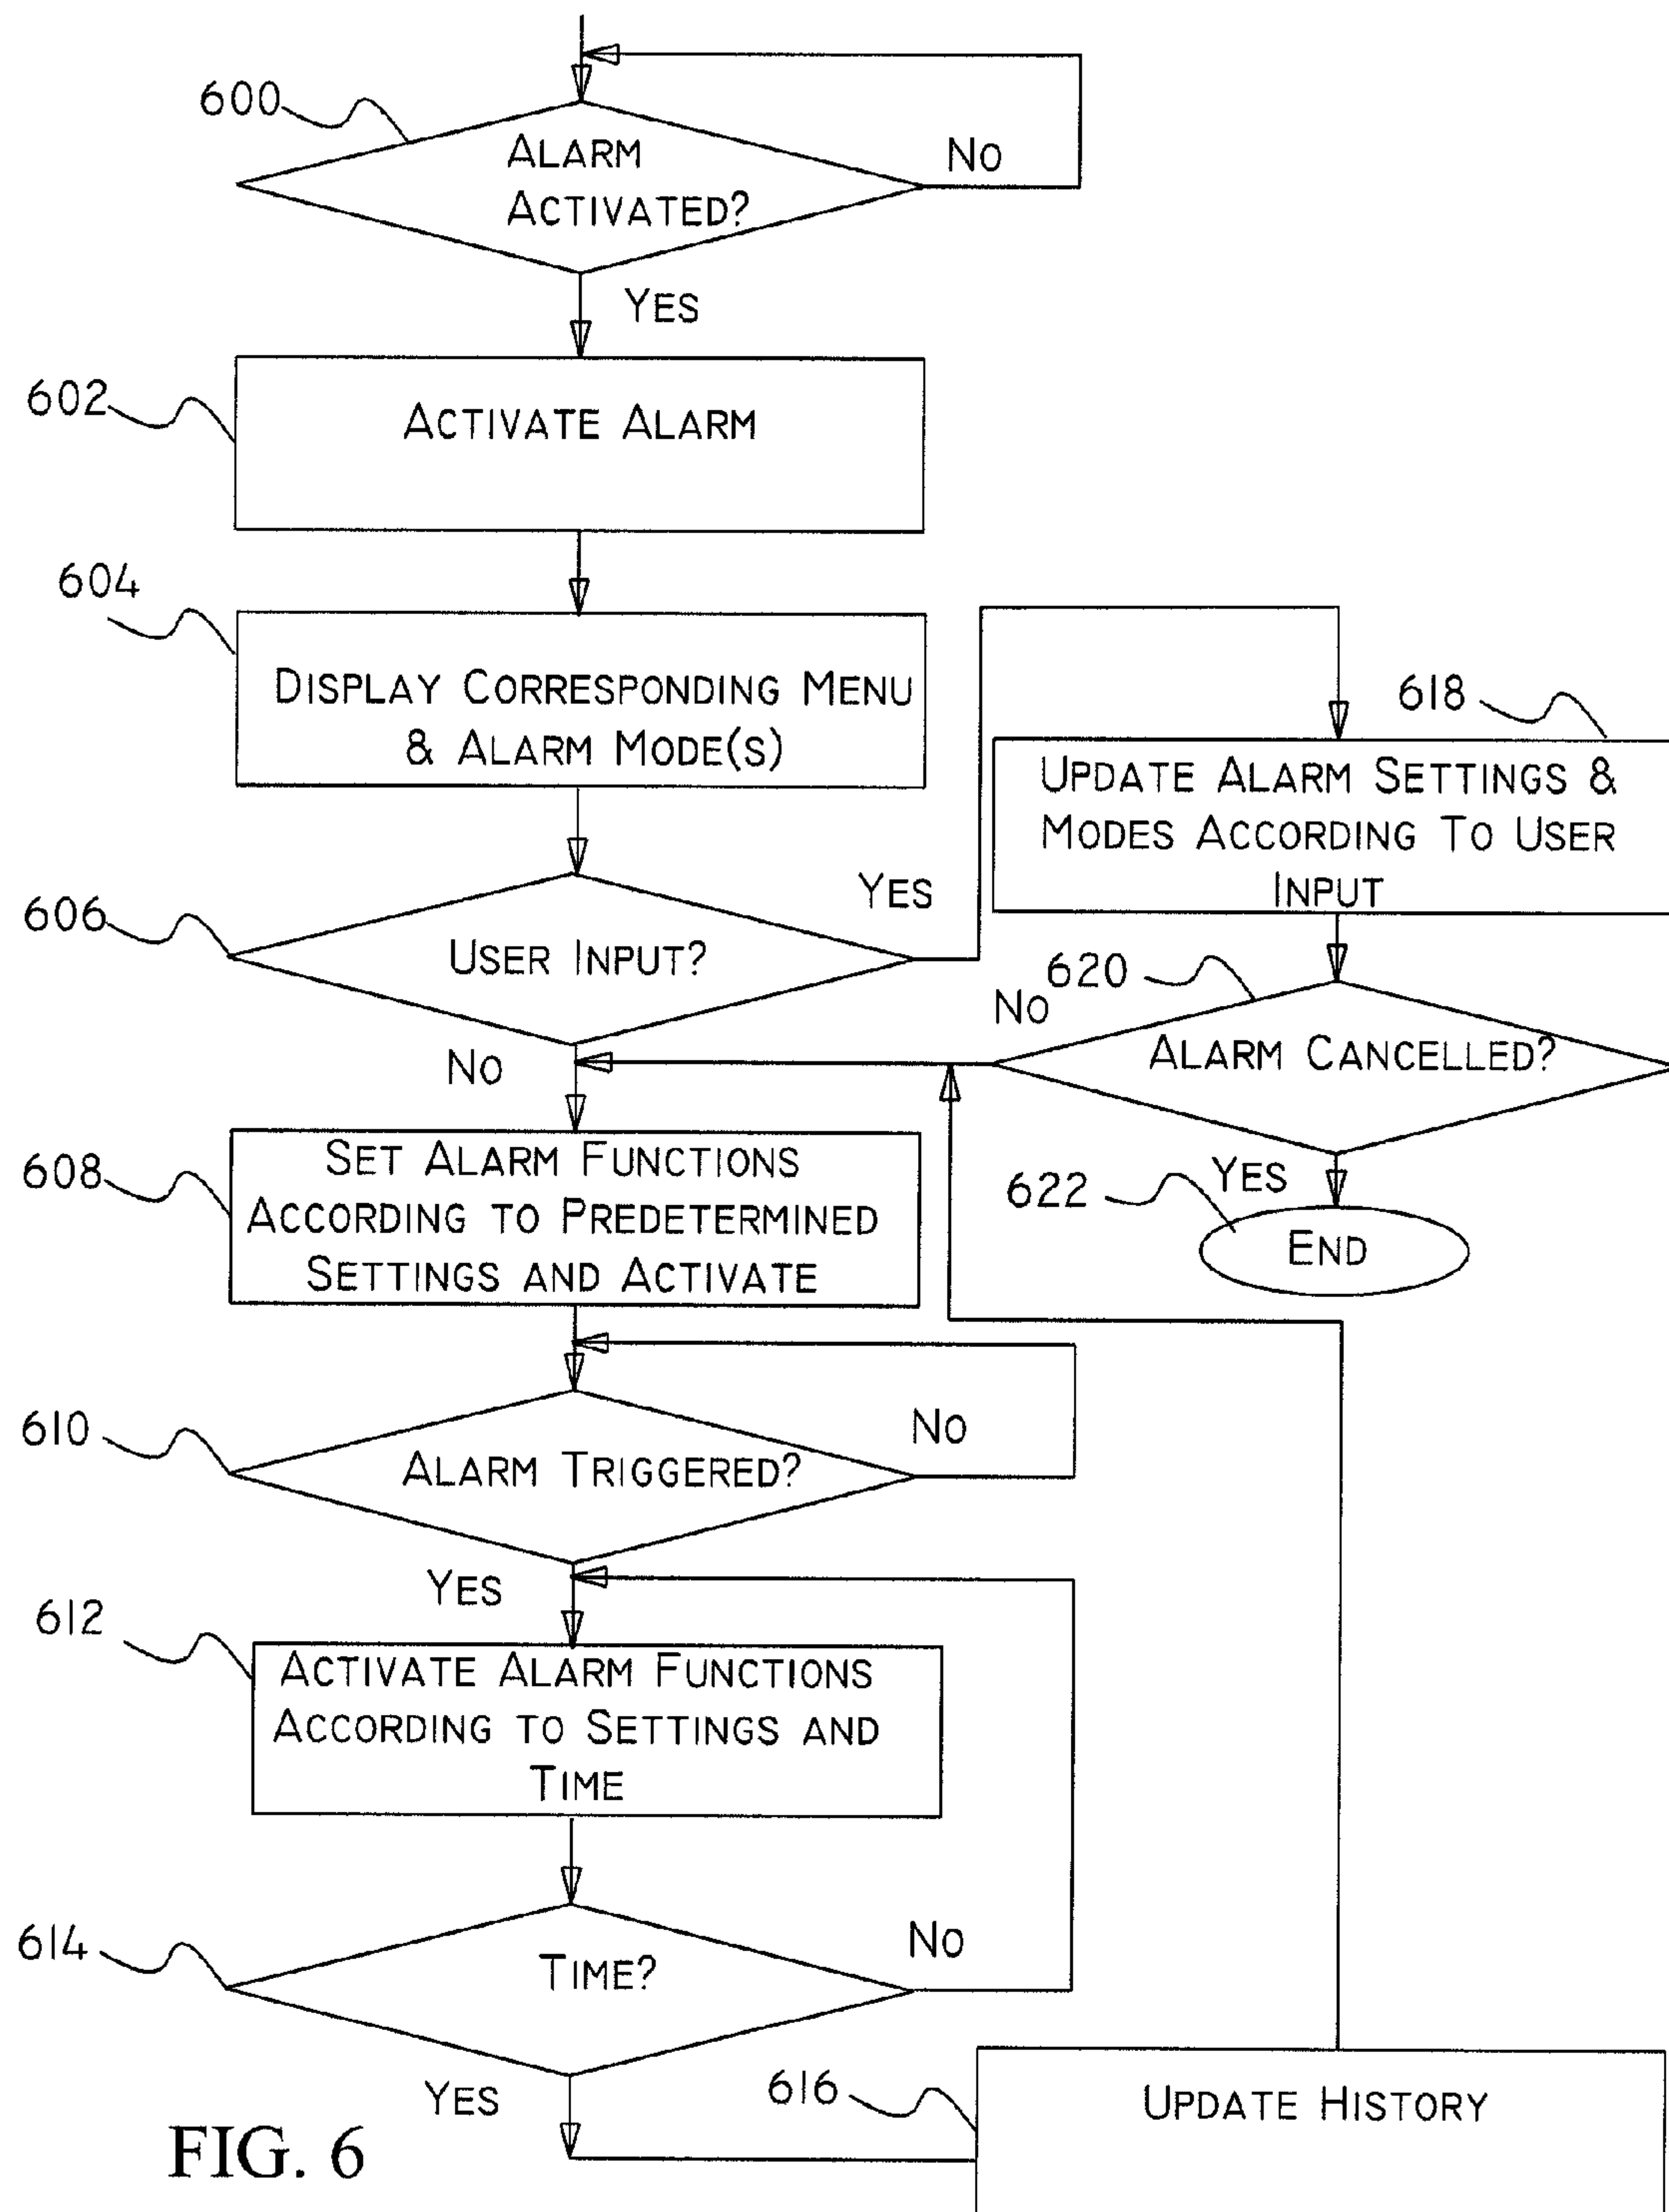 600
ALARM
ACTIVATED?
NO
YES
602
ACTIVATE ALARM
604
DISPLAY CORRESPONDING MENU
& ALARM MODE(S)
606
USER INPUT?
YES
NO
618
UPDATE ALARM SETTINGS &
MODES ACCORDING TO USER
INPUT
620
NO
ALARM CANCELLED?
YES
622
END
608
SET ALARM FUNCTIONS
ACCORDING TO PREDETERMINED
SETTINGS AND ACTIVATE
610
ALARM TRIGGERED?
NO
YES
612
ACTIVATE ALARM FUNCTIONS
ACCORDING TO SETTINGS AND
TIME
614
TIME?
NO
YES
616
UPDATE HISTORY
FIG. 6